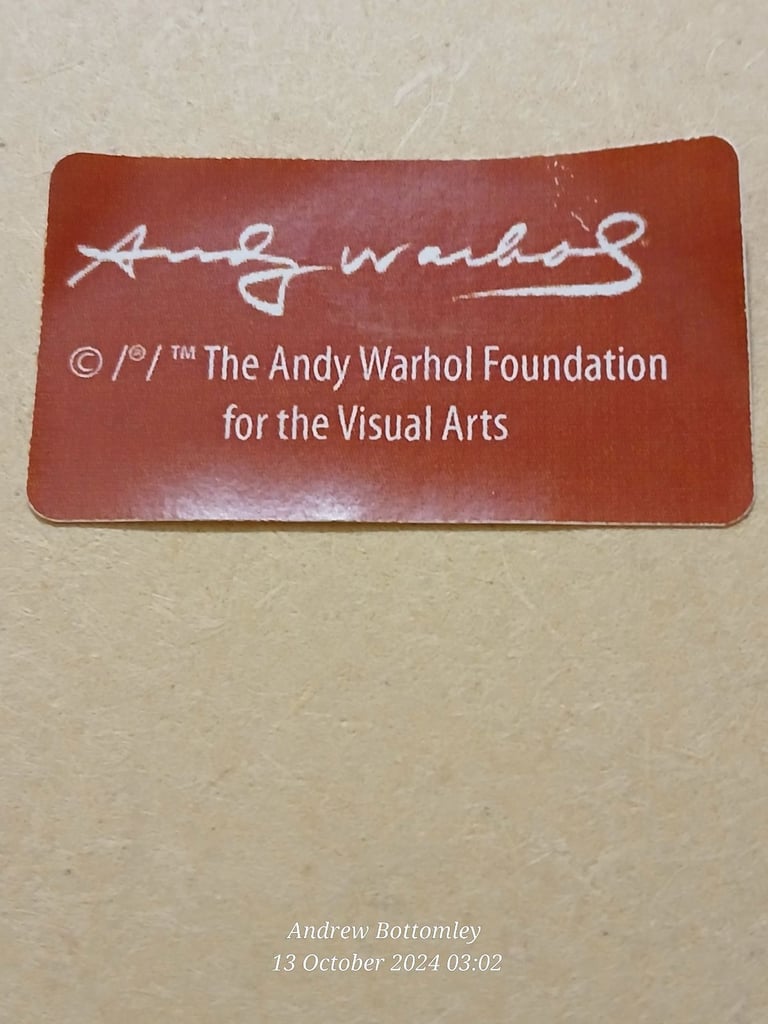 Andy Warhol
© /®/ ™ The Andy Warhol Foundation
for the Visual Arts
Andrew Bottomley
13 October 2024 03:02